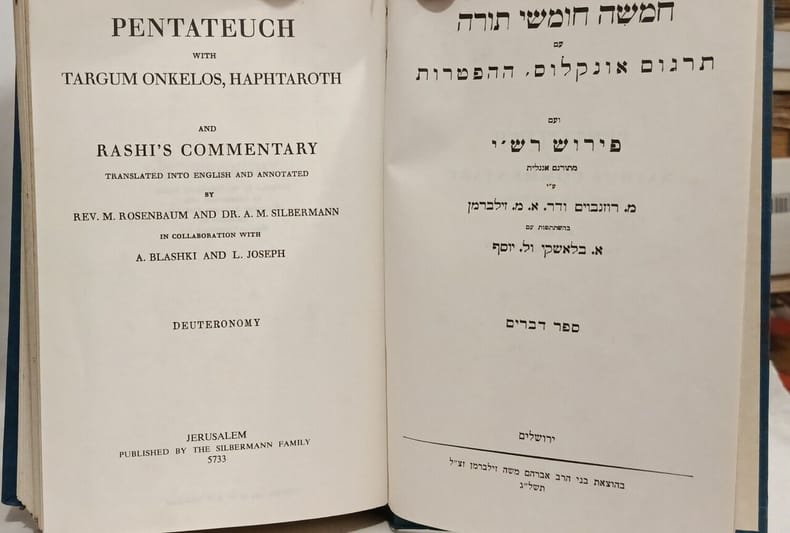 PENTATEUCH
WITH
TARGUM ONKELOS, HAPHTAROTH
AND
RASHI'S COMMENTARY
TRANSLATED INTO ENGLISH AND ANNOTATED
BY
REV. M. ROSENBAUM AND DR. A. M. SILBERMANN
IN COLLABORATION WITH
A. BLASHKI AND L. JOSEPH
DEUTERONOMY
JERUSALEM
PUBLISHED BY THE SILBERMANN FAMILY
5733
חמשה חומשי תורה
עם
תרגום אונקלוס, ההפטרות
ועם
פירוש רש״י
מתורגם אנגלית
ע״י
מ. רוזנבוים ודר. א. מ. זילברמן
בהשתתפות עם
א. בלאשקי ול. יוסף
ספר דברים
ירושלים
בהוצאת בני הרב אברהם משה זילברמן זצ״ל
תשל״ג